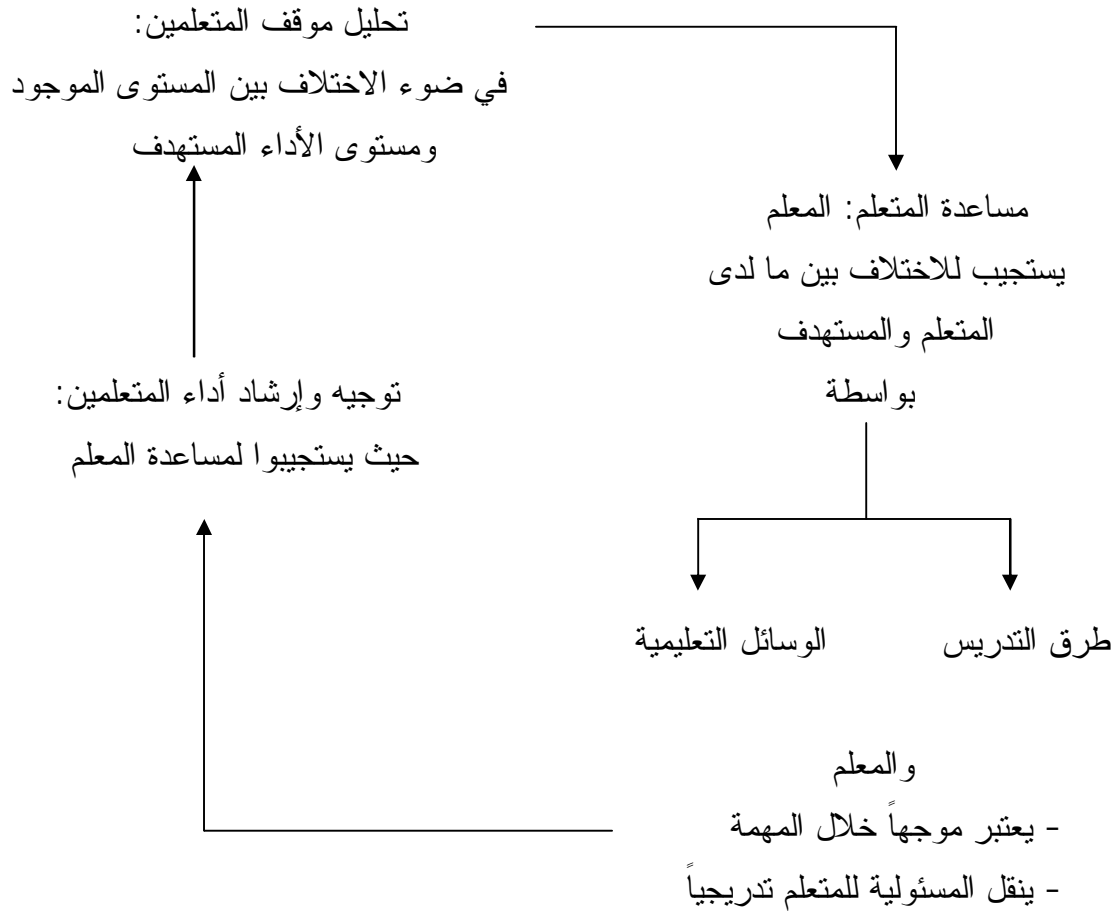 تحليل موقف المتعلمين:
في ضوء الاختلاف بين المستوى الموجود
ومستوى الأداء المستهدف
مساعدة المتعلم: المعلم
يستجيب للاختلاف بين ما لدى
المتعلم والمستهدف
بواسطة
توجيه وإرشاد أداء المتعلمين:
حيث يستجيبوا لمساعدة المعلم
طرق التدريس
الوسائل التعليمية
والمعلم
- يعتبر موجهاً خلال المهمة
- ينقل المسئولية للمتعلم تدريجياً